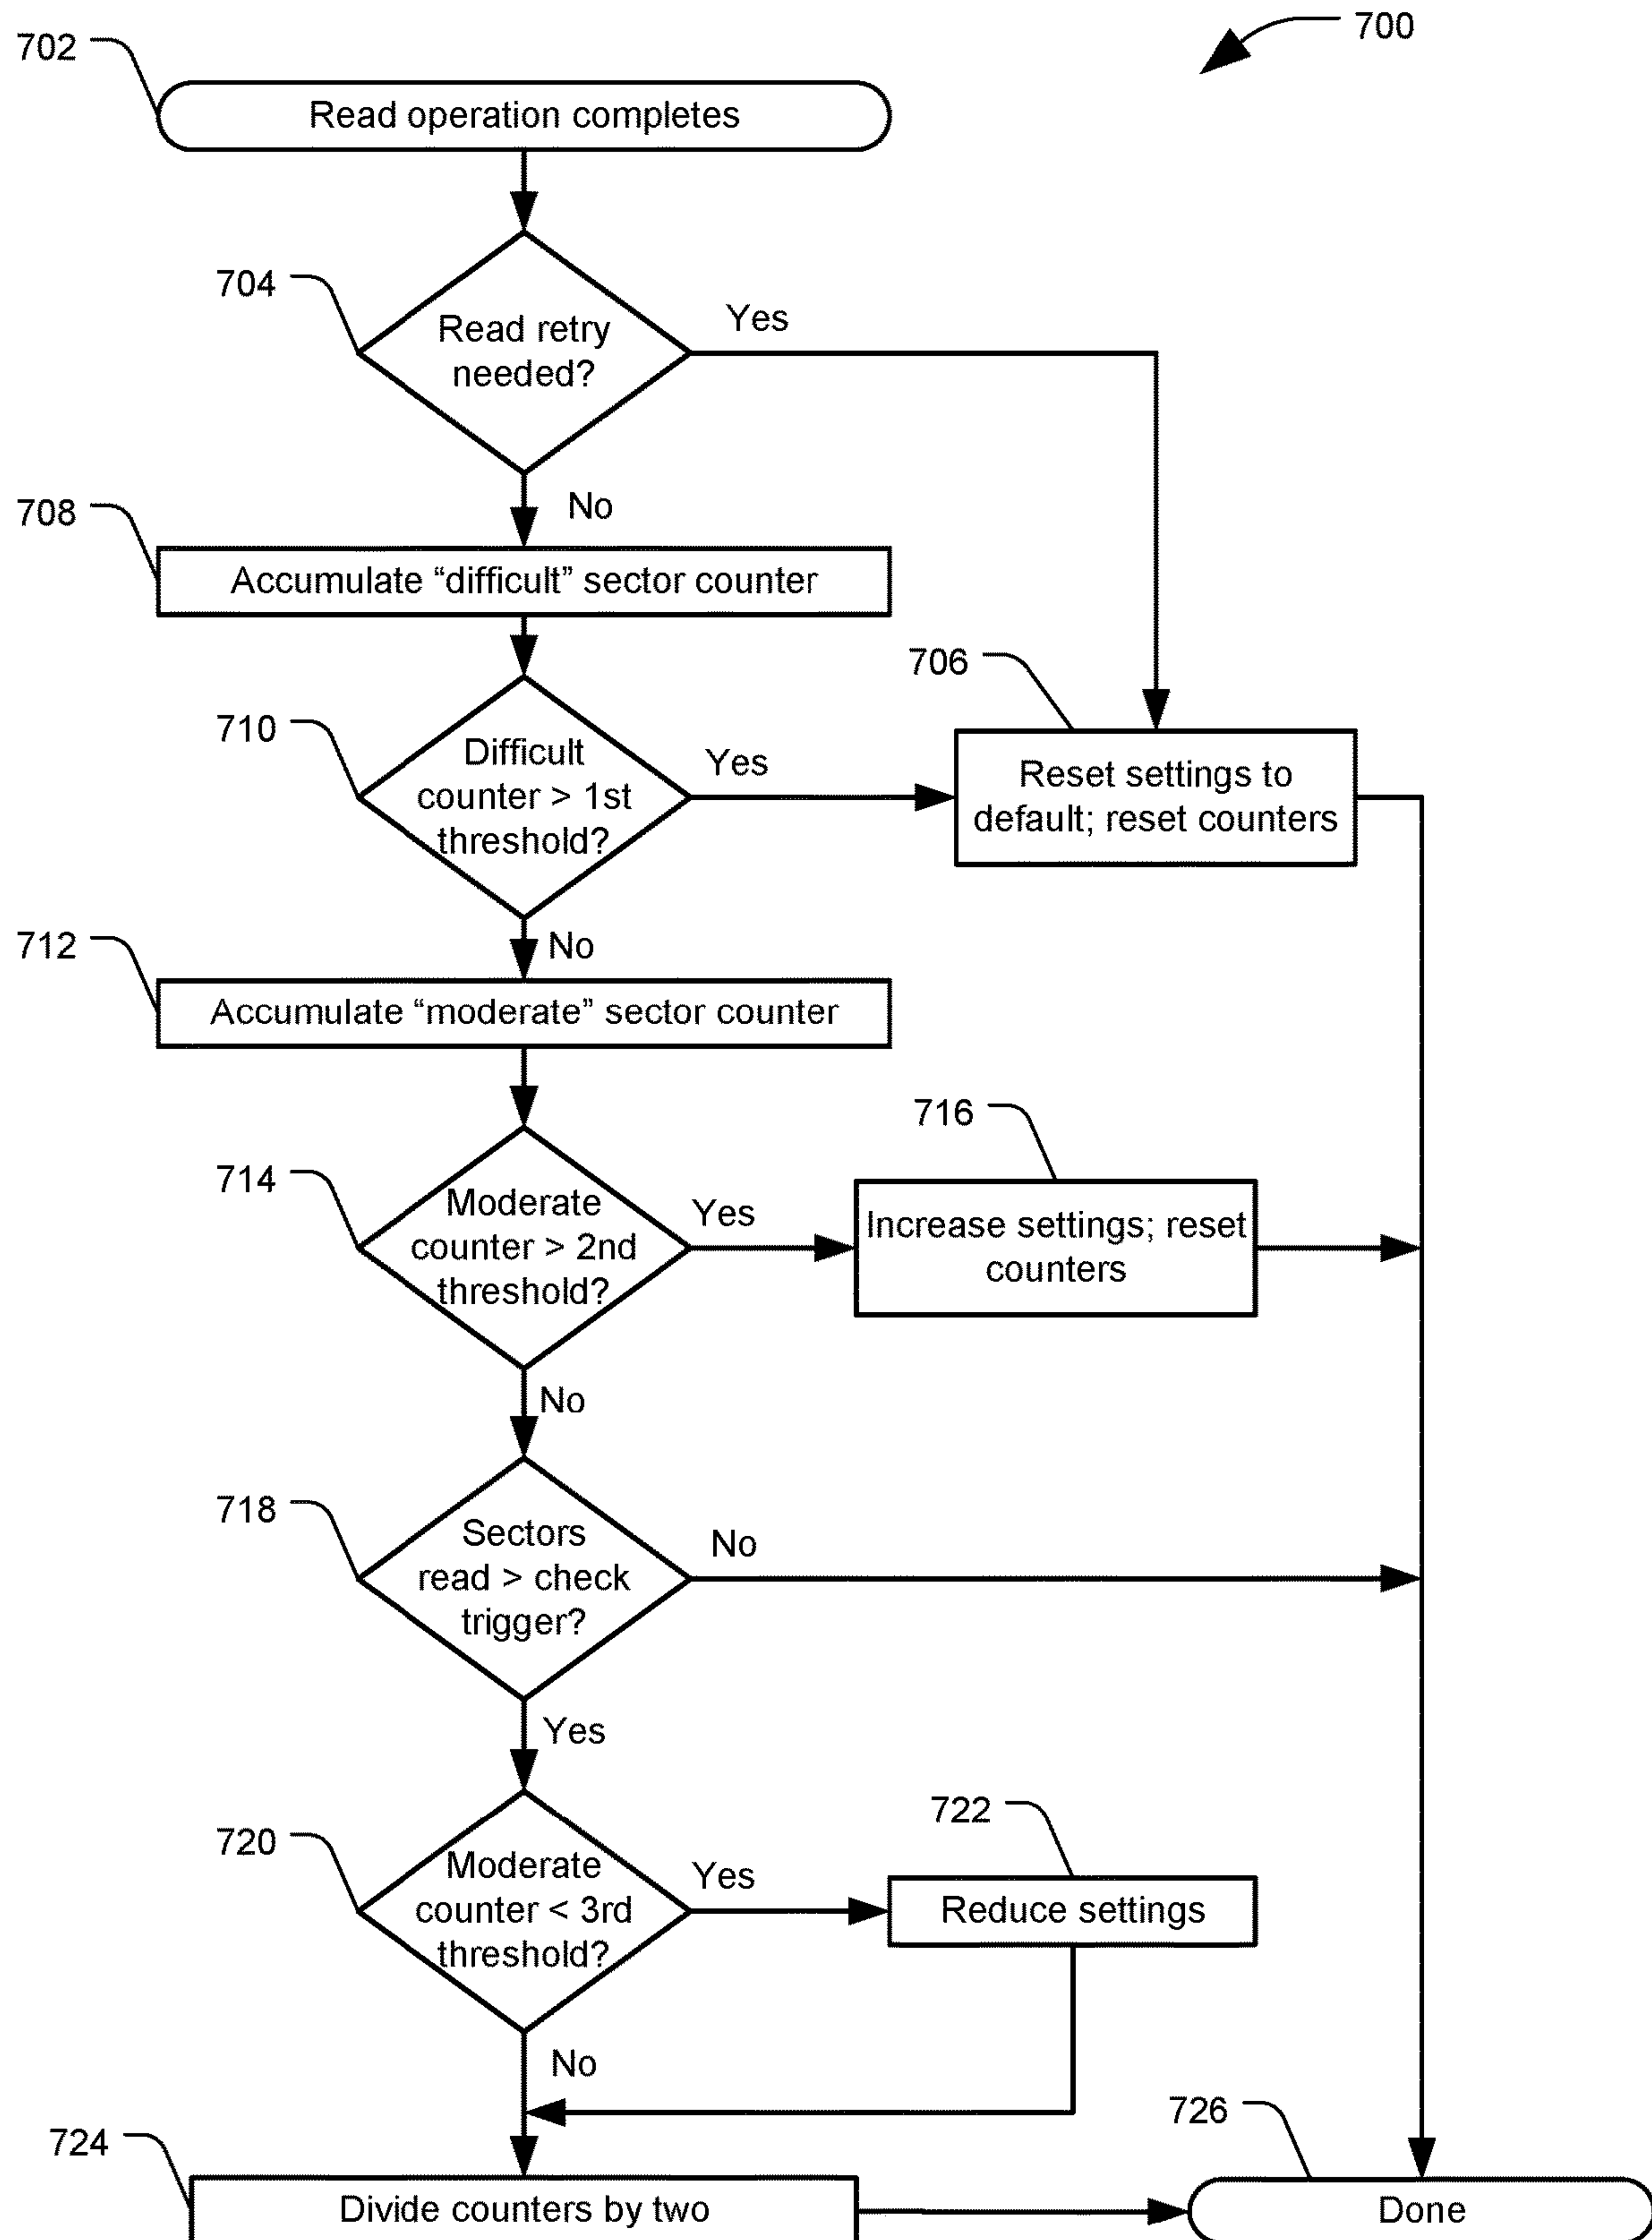 700
702
Read operation completes
704
Read retry
needed?
Yes
No
708
Accumulate “difficult” sector counter
706
Reset settings to
default; reset counters
710
Difficult
counter > 1st
threshold?
Yes
No
712
Accumulate “moderate” sector counter
716
Increase settings; reset
counters
714
Moderate
counter > 2nd
threshold?
Yes
No
718
Sectors
read > check
trigger?
No
Yes
722
Reduce settings
720
Moderate
counter < 3rd
threshold?
Yes
No
724
Divide counters by two
726
Done